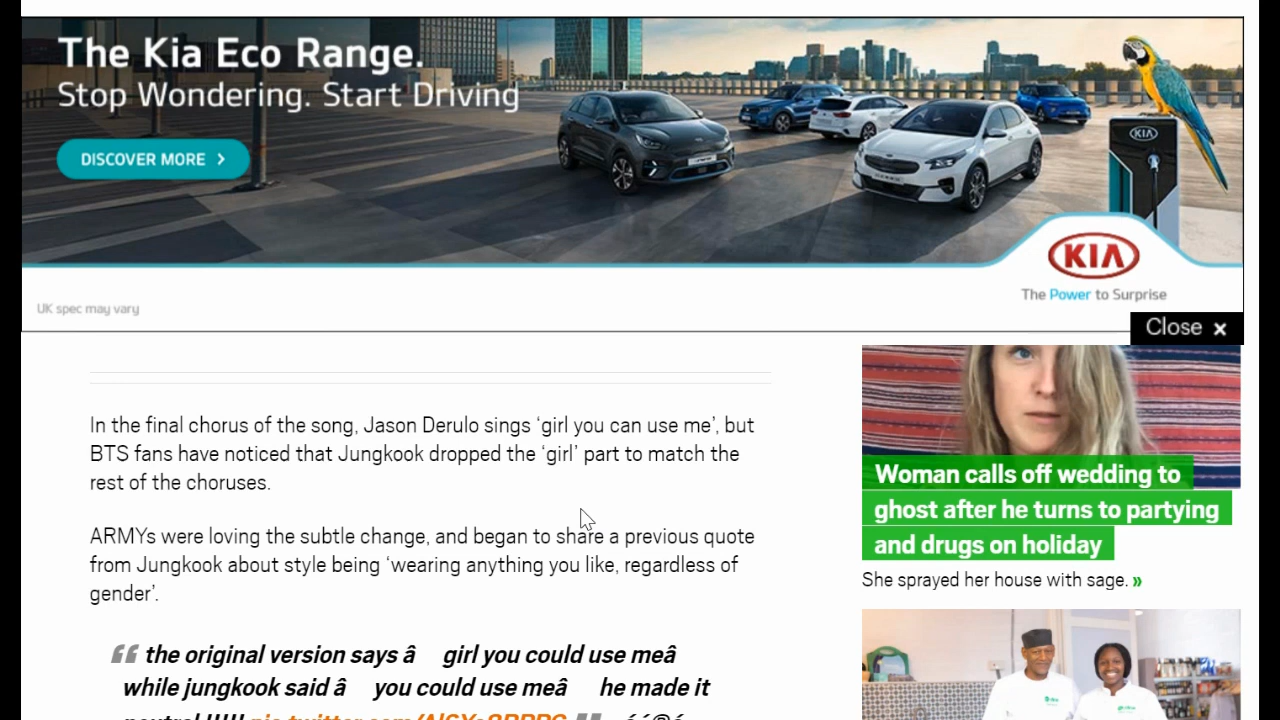 The Kia Eco Range.
Stop Wondering. Start Driving
DISCOVER MORE >
KIA
KIA
The Power to Surprise
UK spec may vary
Close ×
In the final chorus of the song, Jason Derulo sings ‘girl you can use me’, but
BTS fans have noticed that Jungkook dropped the ‘girl’ part to match the
rest of the choruses.
ARMYs were loving the subtle change, and began to share a previous quote
from Jungkook about style being ‘wearing anything you like, regardless of
gender’.
the original version says â girl you could use meâ
while jungkook said â you could use meâ he made it
Woman calls off wedding to
ghost after he turns to partying
and drugs on holiday
She sprayed her house with sage. »